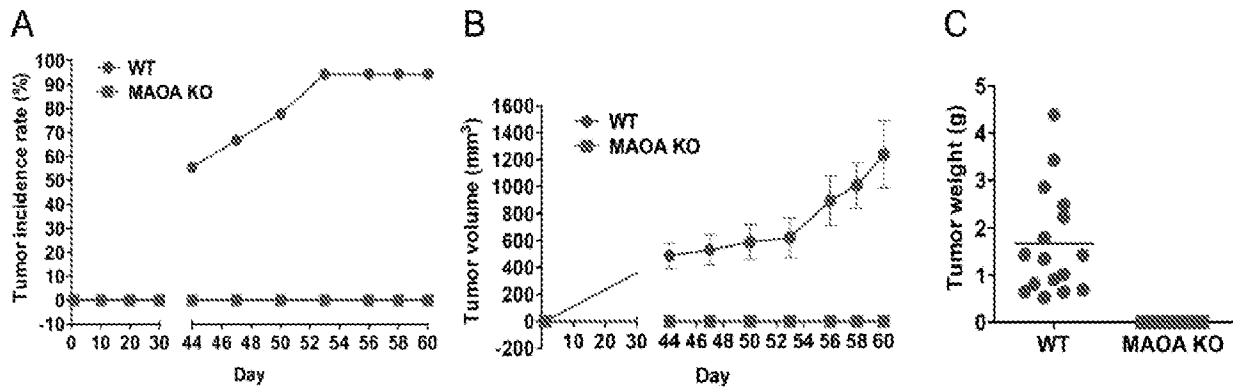 A
Tumor incidence rate (%)
100
90
80
70
60
50
40
30
20
10
0
-10
WT
MAOA KO
0 10 20 30 44 46 48 50 52 54 56 58 60
Day
B
Tumor volume (mm³)
1600
1400
1200
1000
800
600
400
200
0
-200
WT
MAOA KO
0 10 20 30 44 46 48 50 52 54 56 58 60
Day
C
Tumor weight (g)
5
4
3
2
1
0
WT MAOA KO